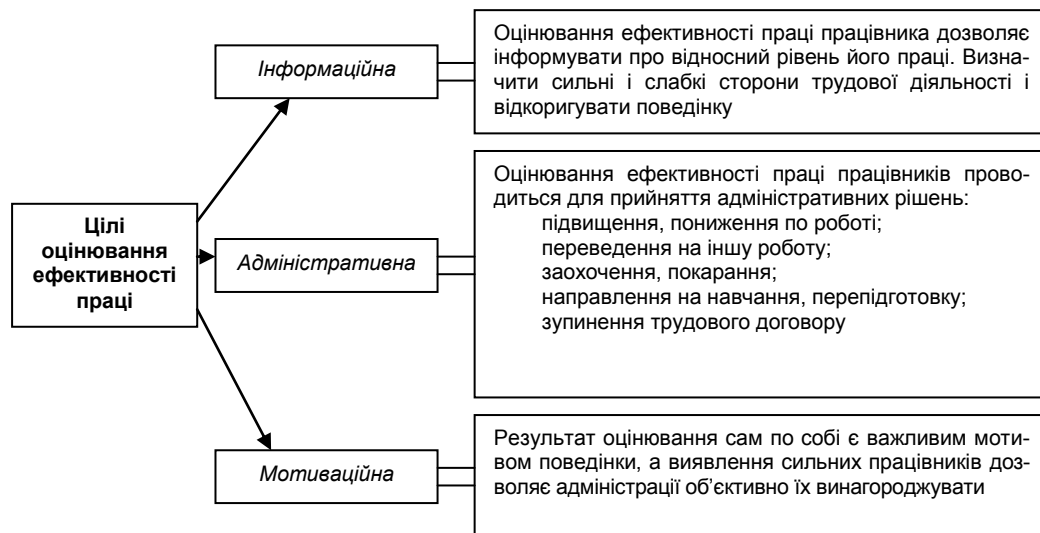 Цілі
оцінювання
ефективності
праці
Інформаційна
Оцінювання ефективності праці працівника дозволяє
інформувати про відносний рівень його праці. Визна-
чити сильні і слабкі сторони трудової діяльності і
відкоригувати поведінку
Адміністративна
Оцінювання ефективності праці працівників прово-
диться для прийняття адміністративних рішень:
підвищення, пониження по роботі;
переведення на іншу роботу;
заохочення, покарання;
направлення на навчання, перепідготовку;
зупинення трудового договору
Мотиваційна
Результат оцінювання сам по собі є важливим моти-
вом поведінки, а виявлення сильних працівників доз-
воляє адміністрації об’єктивно їх винагороджувати